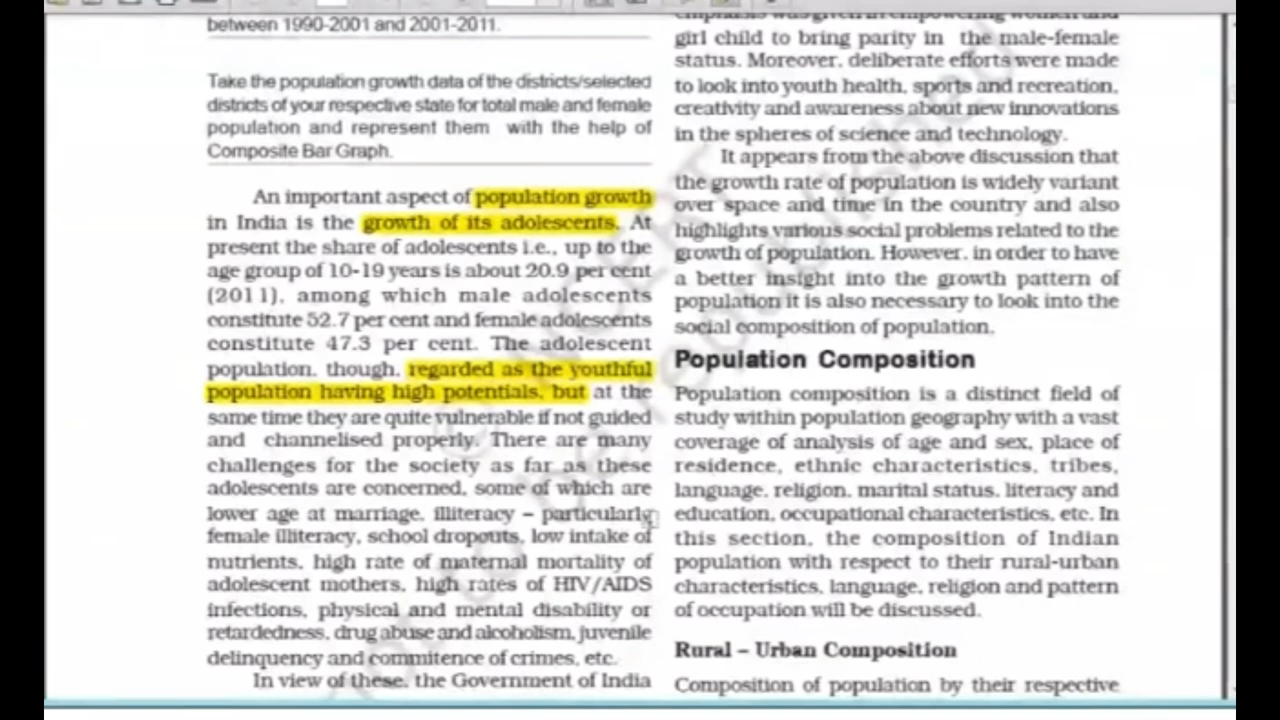 between 1990-2001 and 2001-2011.
Take the population growth data of the districts/selected
districts of your respective state for total male and female
population and represent them with the help of
Composite Bar Graph.
An important aspect of population growth
in India is the growth of its adolescents. At
present the share of adolescents i.e., up to the
age group of 10-19 years is about 20.9 per cent
(2011), among which male adolescents
constitute 52.7 per cent and female adolescents
constitute 47.3 per cent. The adolescent
population, though, regarded as the youthful
population having high potentials, but at the
same time they are quite vulnerable if not guided
and channelised properly. There are many
challenges for the society as far as these
adolescents are concerned, some of which are
lower age at marriage, illiteracy – particularly
female illiteracy, school dropouts, low intake of
nutrients, high rate of maternal mortality of
adolescent mothers, high rates of HIV/AIDS
infections, physical and mental disability or
retardedness, drug abuse and alcoholism, juvenile
delinquency and commitence of crimes, etc.
In view of these, the Government of India
emphasis was given in empowering women and
girl child to bring parity in the male-female
status. Moreover, deliberate efforts were made
to look into youth health, sports and recreation,
creativity and awareness about new innovations
in the spheres of science and technology.
It appears from the above discussion that
the growth rate of population is widely variant
over space and time in the country and also
highlights various social problems related to the
growth of population. However, in order to have
a better insight into the growth pattern of
population it is also necessary to look into the
social composition of population.
Population Composition
Population composition is a distinct field of
study within population geography with a vast
coverage of analysis of age and sex, place of
residence, ethnic characteristics, tribes,
language, religion, marital status, literacy and
education, occupational characteristics, etc. In
this section, the composition of Indian
population with respect to their rural-urban
characteristics, language, religion and pattern
of occupation will be discussed.
Rural – Urban Composition
Composition of population by their respective